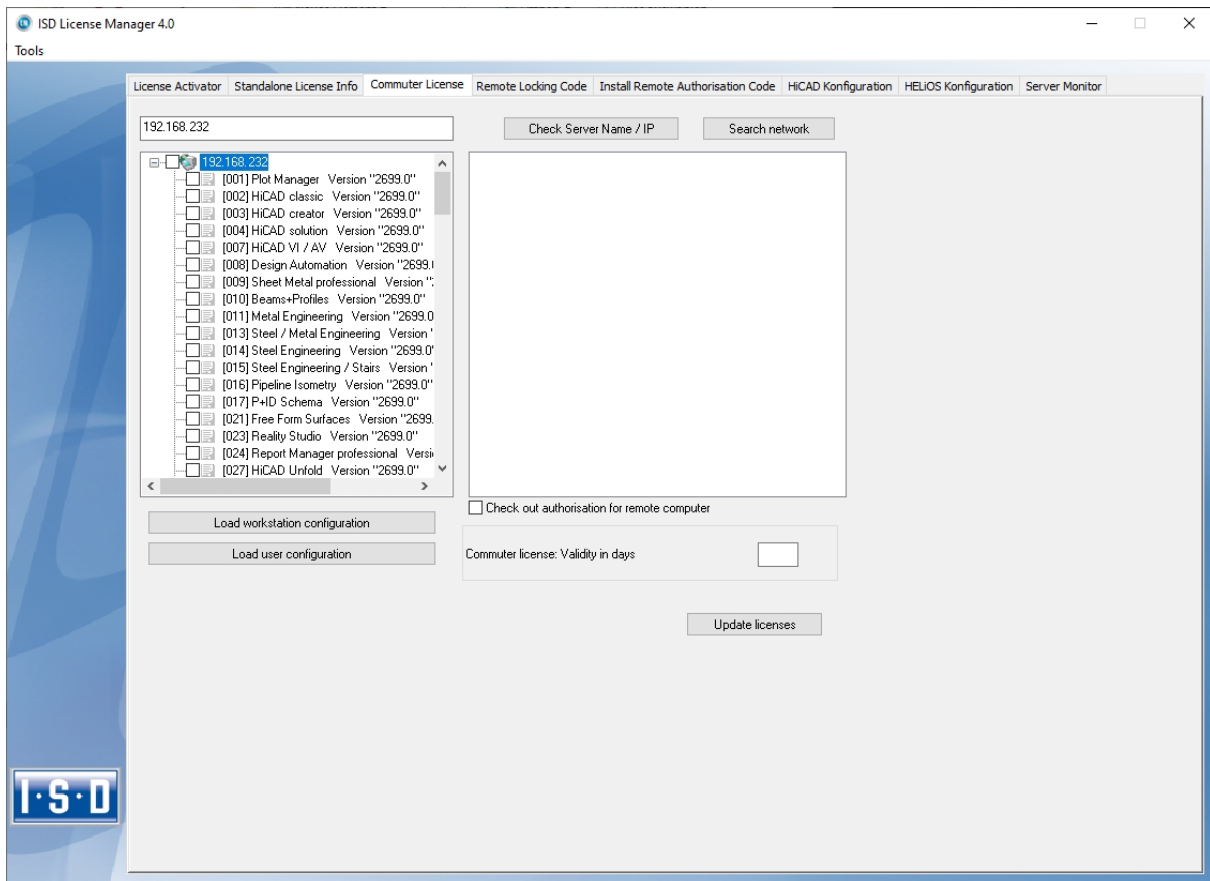 ISD License Manager 4.0
Tools
License Activator Standalone License Info Commuter License Remote Locking Code Install Remote Authorisation Code HiCAD Konfiguration HELiOS Konfiguration Server Monitor
192.168.232 Check Server Name / IP Search network
192.168.232
[001] Plot Manager Version "2699.0"
[002] HiCAD classic Version "2699.0"
[003] HiCAD creator Version "2699.0"
[004] HiCAD solution Version "2699.0"
[007] HiCAD VI / AV Version "2699.0"
[008] Design Automation Version "2699.
[009] Sheet Metal professional Version "
[010] Beams+Profiles Version "2699.0"
[011] Metal Engineering Version "2699.0
[013] Steel / Metal Engineering Version "
[014] Steel Engineering Version "2699.0"
[015] Steel Engineering / Stairs Version "
[016] Pipeline Isometry Version "2699.0"
[017] P+ID Schema Version "2699.0"
[021] Free Form Surfaces Version "2699.
[023] Reality Studio Version "2699.0"
[024] Report Manager professional Versi
[027] HiCAD Unfold Version "2699.0"
Check out authorisation for remote computer
Load workstation configuration
Load user configuration
Commuter license: Validity in days
Update licenses
I·S·D